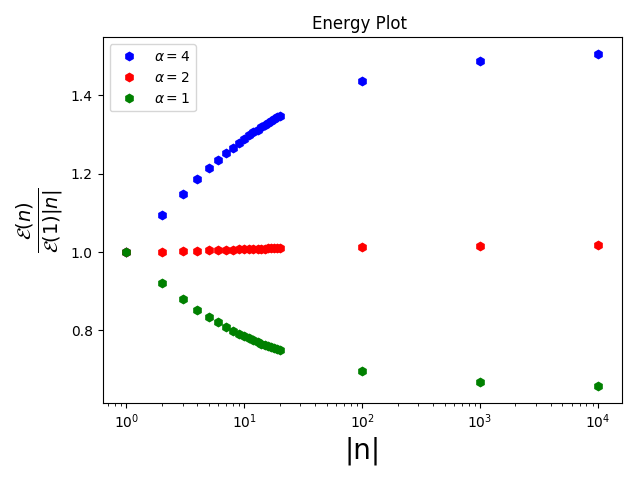 Energy Plot
α = 4
α = 2
α = 1
1.4
1.2
1.0
0.8
ℰ(n)
ℰ(1)|n|
10⁰
10¹
10²
10³
10⁴
|n|